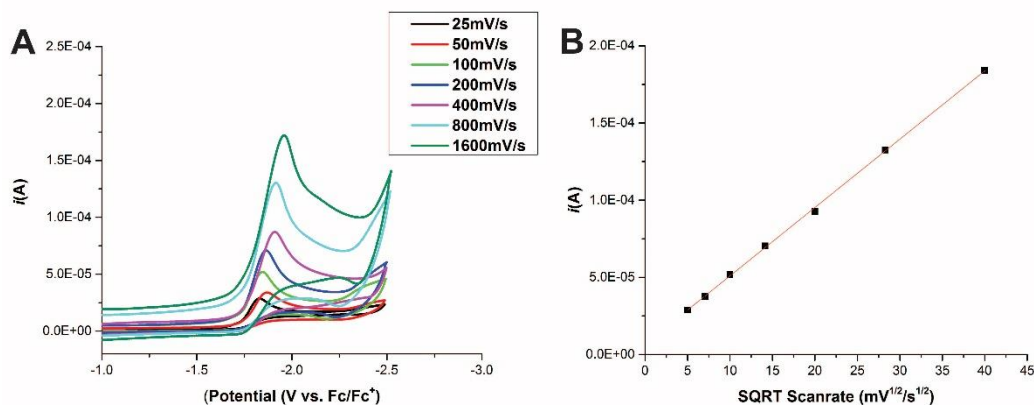 A
25mV/s
50mV/s
100mV/s
200mV/s
400mV/s
800mV/s
1600mV/s
2.5E-04
2.0E-04
1.5E-04
1.0E-04
5.0E-05
0.0E+00
i(A)
-1.0 -1.5 -2.0 -2.5 -3.0
(Potential (V vs. Fc/Fc⁺)
B
2.0E-04
1.5E-04
1.0E-04
5.0E-05
0.0E+00
i(A)
0 5 10 15 20 25 30 35 40 45
SQRT Scanrate (mV¹/²/s¹/²)